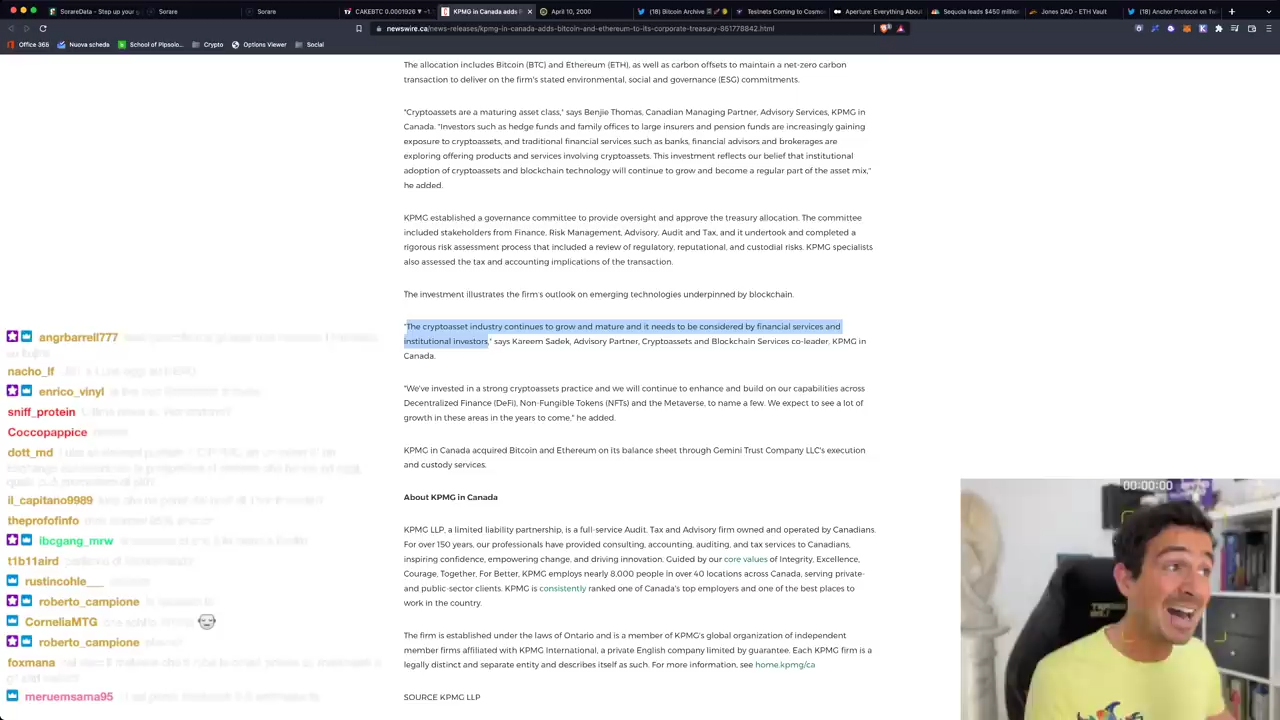 SorareData - Step up your g
Sorare
Sorare
CAKEBTC 0.0001926 ▼ −1.
KPMG in Canada adds B
April 10, 2000
(18) Bitcoin Archive
Testnets Coming to Cosmo
Aperture: Everything Abou
Sequoia leads $450 million
Jones DAO - ETH Vault
(18) Anchor Protocol on Tw
newswire.ca/news-releases/kpmg-in-canada-adds-bitcoin-and-ethereum-to-its-corporate-treasury-851778842.html
Office 365
Nuova scheda
School of Pipsolo...
Crypto
Options Viewer
Social
The allocation includes Bitcoin (BTC) and Ethereum (ETH), as well as carbon offsets to maintain a net-zero carbon
transaction to deliver on the firm's stated environmental, social and governance (ESG) commitments.
"Cryptoassets are a maturing asset class," says Benjie Thomas, Canadian Managing Partner, Advisory Services, KPMG in
Canada. "Investors such as hedge funds and family offices to large insurers and pension funds are increasingly gaining
exposure to cryptoassets, and traditional financial services such as banks, financial advisors and brokerages are
exploring offering products and services involving cryptoassets. This investment reflects our belief that institutional
adoption of cryptoassets and blockchain technology will continue to grow and become a regular part of the asset mix,"
he added.
KPMG established a governance committee to provide oversight and approve the treasury allocation. The committee
included stakeholders from Finance, Risk Management, Advisory, Audit and Tax, and it undertook and completed a
rigorous risk assessment process that included a review of regulatory, reputational, and custodial risks. KPMG specialists
also assessed the tax and accounting implications of the transaction.
The investment illustrates the firm's outlook on emerging technologies underpinned by blockchain.
"The cryptoasset industry continues to grow and mature and it needs to be considered by financial services and
institutional investors," says Kareem Sadek, Advisory Partner, Cryptoassets and Blockchain Services co-leader, KPMG in
Canada.
"We've invested in a strong cryptoassets practice and we will continue to enhance and build on our capabilities across
Decentralized Finance (DeFi), Non-Fungible Tokens (NFTs) and the Metaverse, to name a few. We expect to see a lot of
growth in these areas in the years to come," he added.
KPMG in Canada acquired Bitcoin and Ethereum on its balance sheet through Gemini Trust Company LLC's execution
and custody services.
About KPMG in Canada
KPMG LLP, a limited liability partnership, is a full-service Audit, Tax and Advisory firm owned and operated by Canadians.
For over 150 years, our professionals have provided consulting, accounting, auditing, and tax services to Canadians,
inspiring confidence, empowering change, and driving innovation. Guided by our core values of Integrity, Excellence,
Courage, Together, For Better, KPMG employs nearly 8,000 people in over 40 locations across Canada, serving private-
and public-sector clients. KPMG is consistently ranked one of Canada's top employers and one of the best places to
work in the country.
The firm is established under the laws of Ontario and is a member of KPMG's global organization of independent
member firms affiliated with KPMG International, a private English company limited by guarantee. Each KPMG firm is a
legally distinct and separate entity and describes itself as such. For more information, see home.kpmg/ca
SOURCE KPMG LLP
angrbarrell777
nacho_lf
enrico_vinyl
sniff_protein
Coccopappice
dott_md
il_capitano9989
theprofofinfo
ibcgang_mrw
t1b11aird
rustincohle___
roberto_campione
CorneliaMTG
roberto_campione
foxmana
meruemsama95
00:00:00